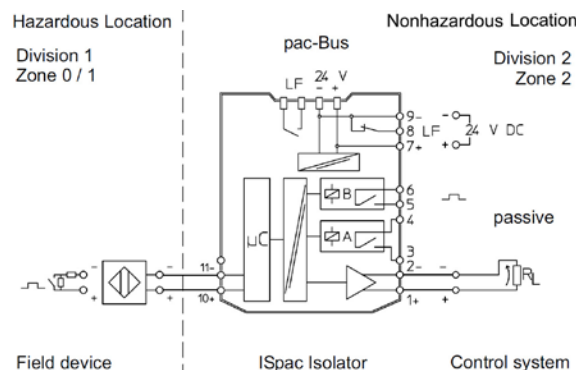 Hazardous Location
Nonhazardous Location
Division 1
Zone 0 / 1
pac-Bus
Division 2
Zone 2
LF
24 V
- +
9-
8
LF
7+
-
24 V DC
+
B
6
5
4
passive
A
3
µC
11-
10+
2-
1+
-
+
-
+
-
+
RL
Field device
ISpac Isolator
Control system